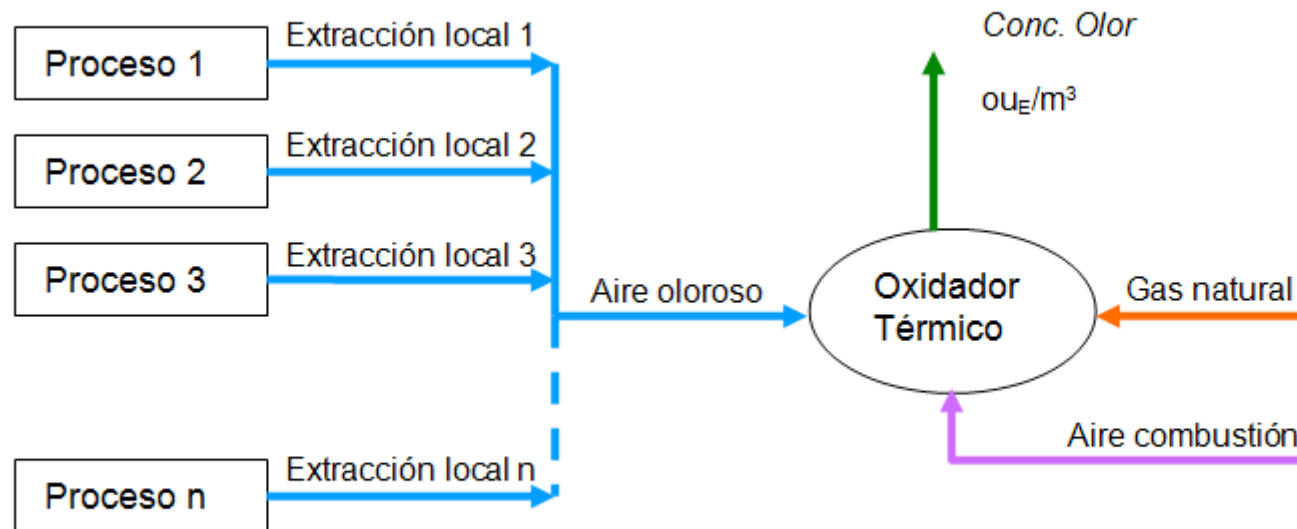 Proceso 1
Extracción local 1
Proceso 2
Extracción local 2
Proceso 3
Extracción local 3
Proceso n
Extracción local n
Aire oloroso
Oxidador
Térmico
Conc. Olor
ouE/m³
Gas natural
Aire combustión